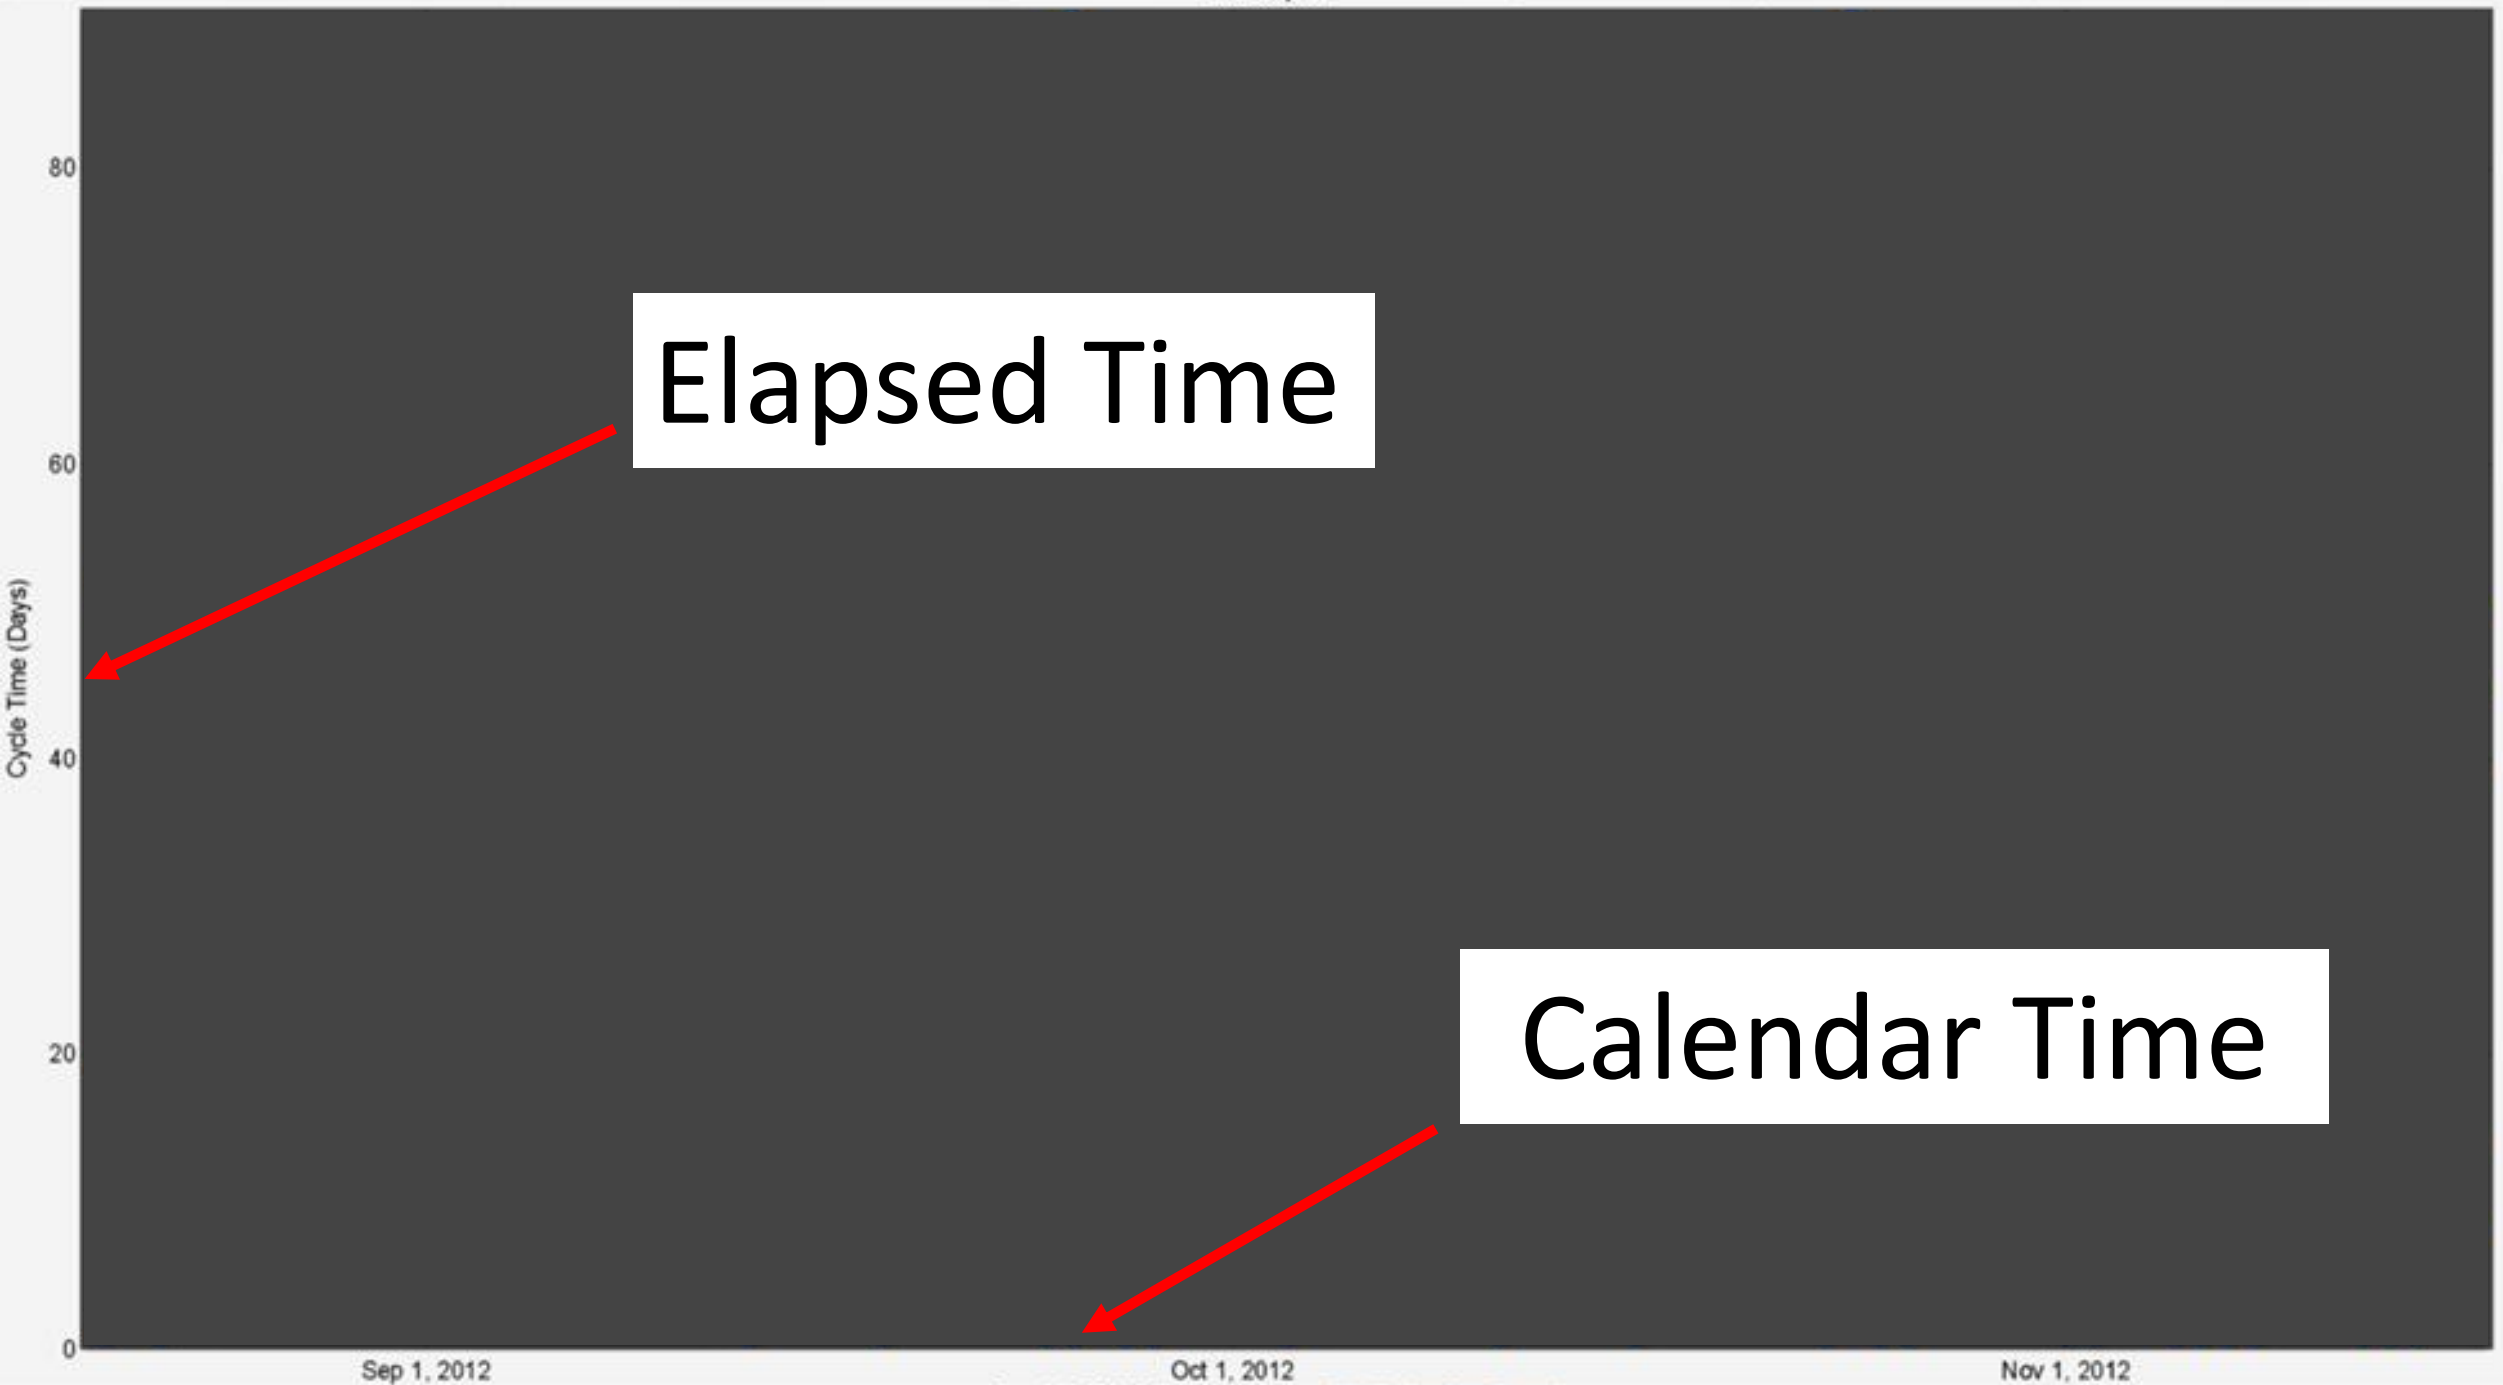 80
Elapsed Time
60
Cycle Time (Days)
40
Calendar Time
20
0
Sep 1, 2012
Oct 1, 2012
Nov 1, 2012